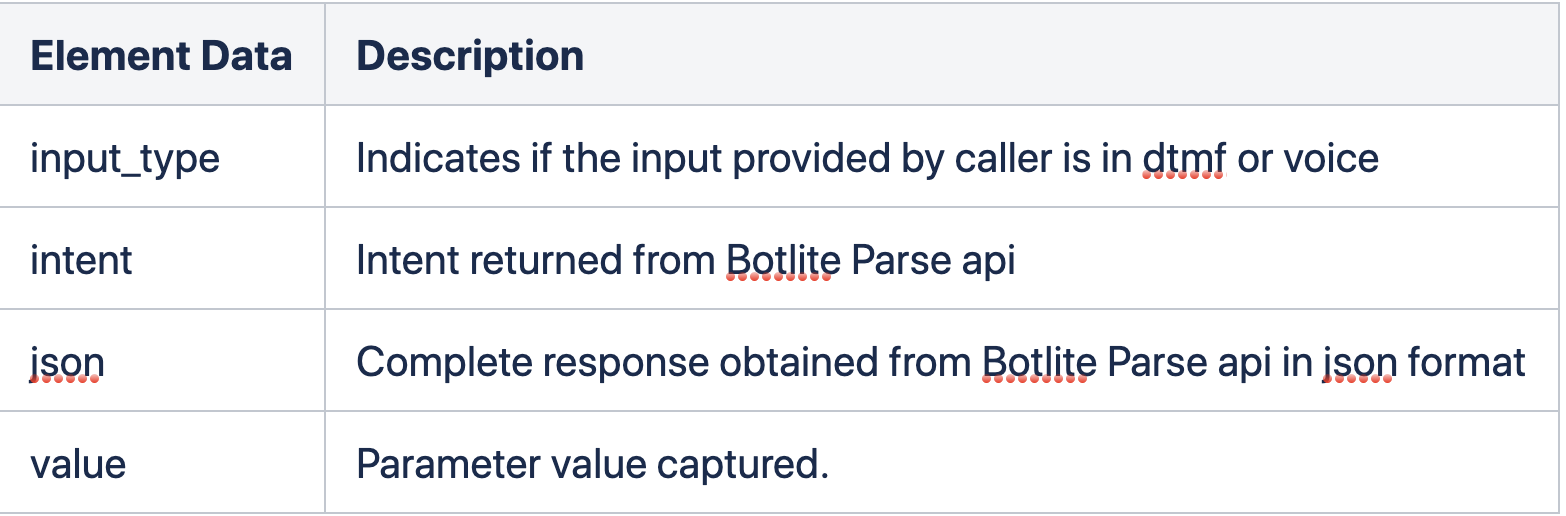 Element Data Description
input_type Indicates if the input provided by caller is in dtmf or voice
intent Intent returned from Botlite Parse api
json Complete response obtained from Botlite Parse api in json format
value Parameter value captured.